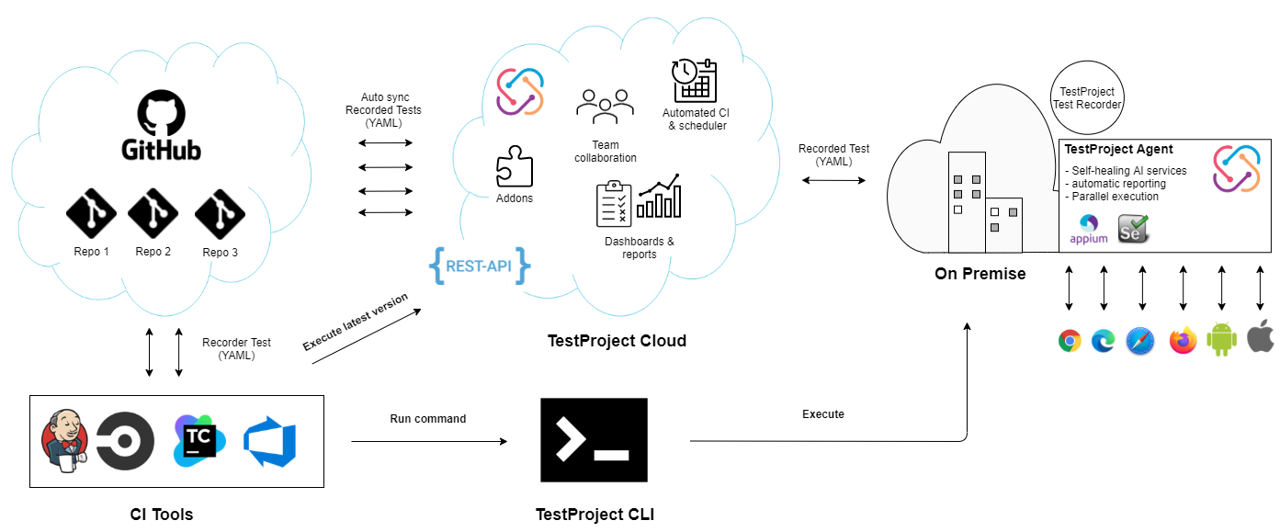 GitHub
Repo 1
Repo 2
Repo 3
Auto sync
Recorded Tests
(YAML)
Team
collaboration
Automated CI
& scheduler
Addons
Dashboards &
reports
{REST-API}
TestProject Cloud
Recorded Test
(YAML)
TestProject
Test Recorder
TestProject Agent
- Self-healing AI services
- automatic reporting
- Parallel execution
appium
Se
On Premise
Recorder Test
(YAML)
Execute latest version
TC
CI Tools
Run command
>_
TestProject CLI
Execute